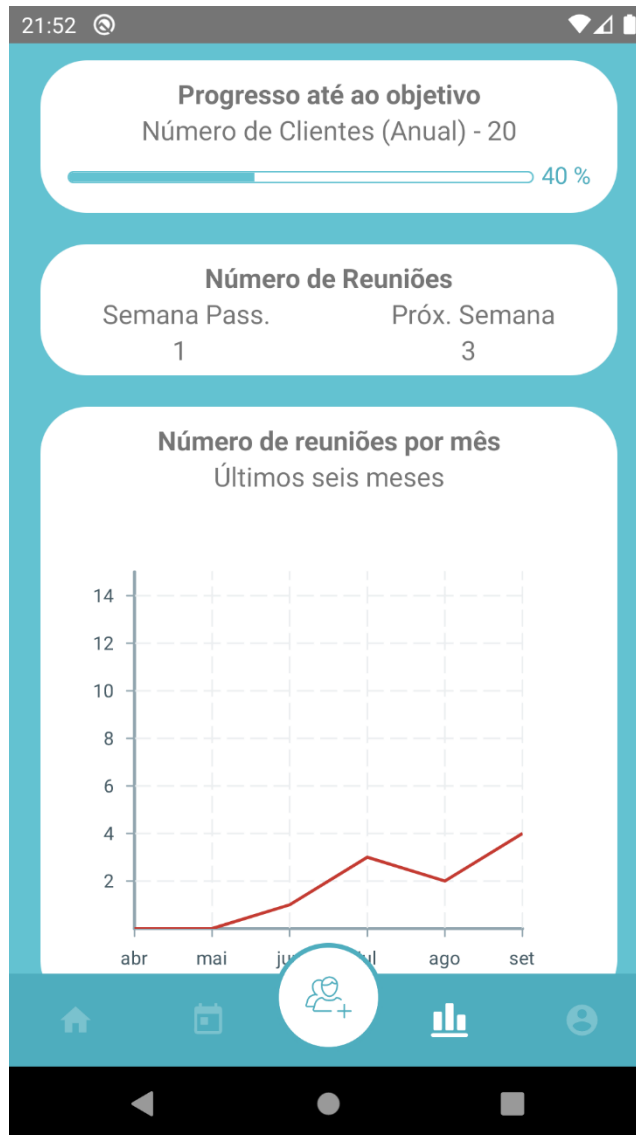 21:52
Progresso até ao objetivo
Número de Clientes (Anual) - 20
40 %
Número de Reuniões
Semana Pass. Próx. Semana
1 3
Número de reuniões por mês
Últimos seis meses
14
12
10
8
6
4
2
abr mai ago set